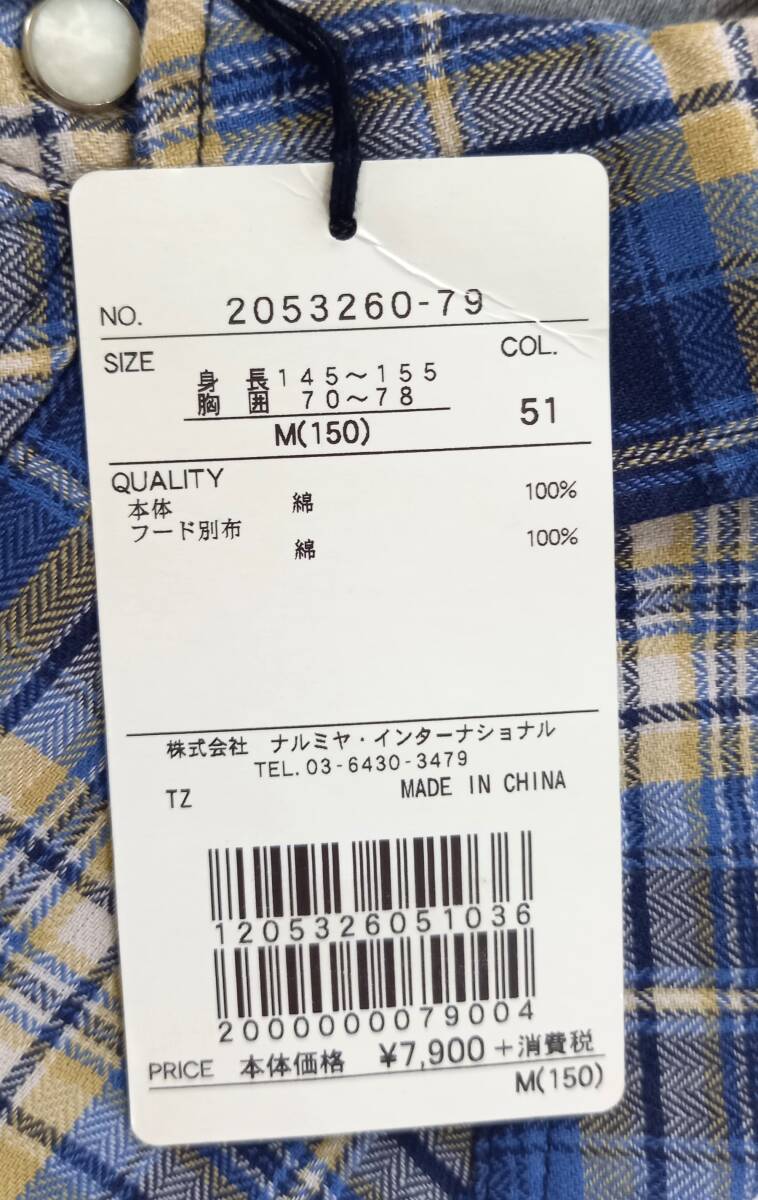 NO. 2053260-79
SIZE
COL.
身 長 145～155
胸 囲 70～78
51
M(150)
QUALITY
本体 綿 100%
フード別布 綿 100%
株式会社 ナルミヤ・インターナショナル
TEL. 03-6430-3479
TZ MADE IN CHINA
1205326051036
2000000079004
PRICE 本体価格 ¥7,900+消費税
M(150)